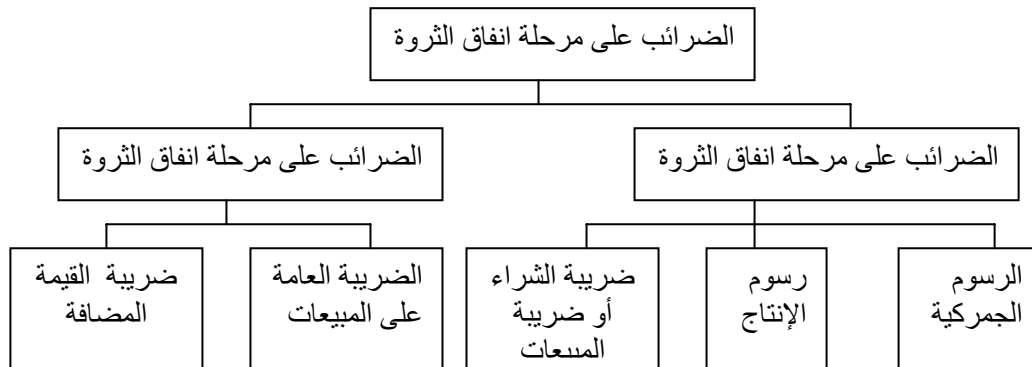 الضرائب على مرحلة انفاق الثروة
الضرائب على مرحلة انفاق الثروة
الضرائب على مرحلة انفاق الثروة
الرسوم
الجمركية
رسوم
الإنتاج
ضريبة الشراء
أو ضريبة
المبيعات
الضريبة العامة
على المبيعات
ضريبة القيمة
المضافة